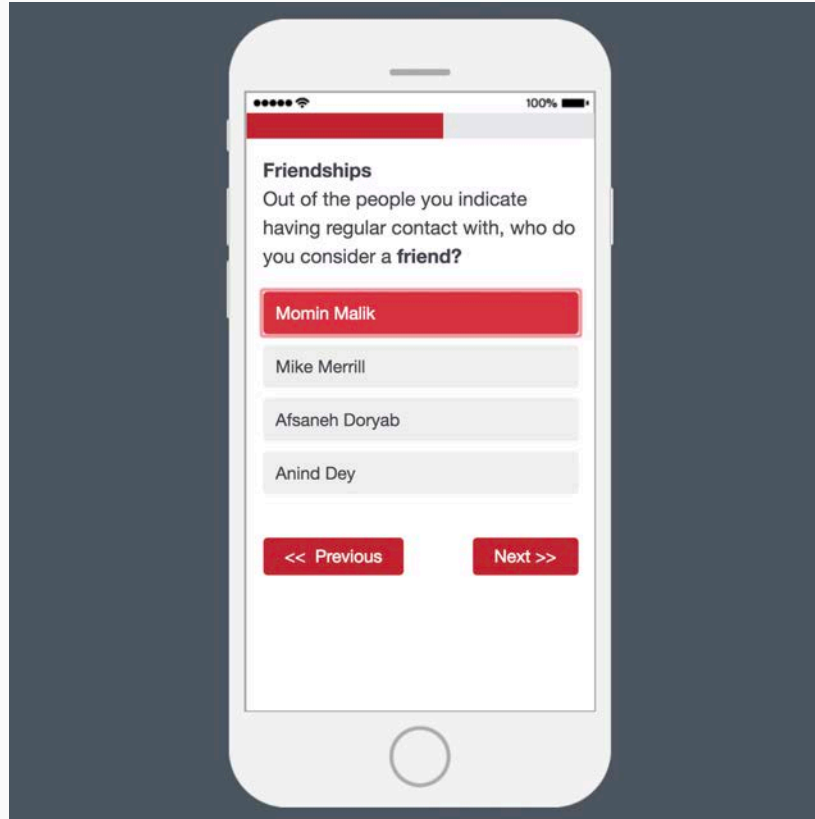 100%
Friendships
Out of the people you indicate
having regular contact with, who do
you consider a friend?
Momin Malik
Mike Merrill
Afsaneh Doryab
Anind Dey
<< Previous
Next >>